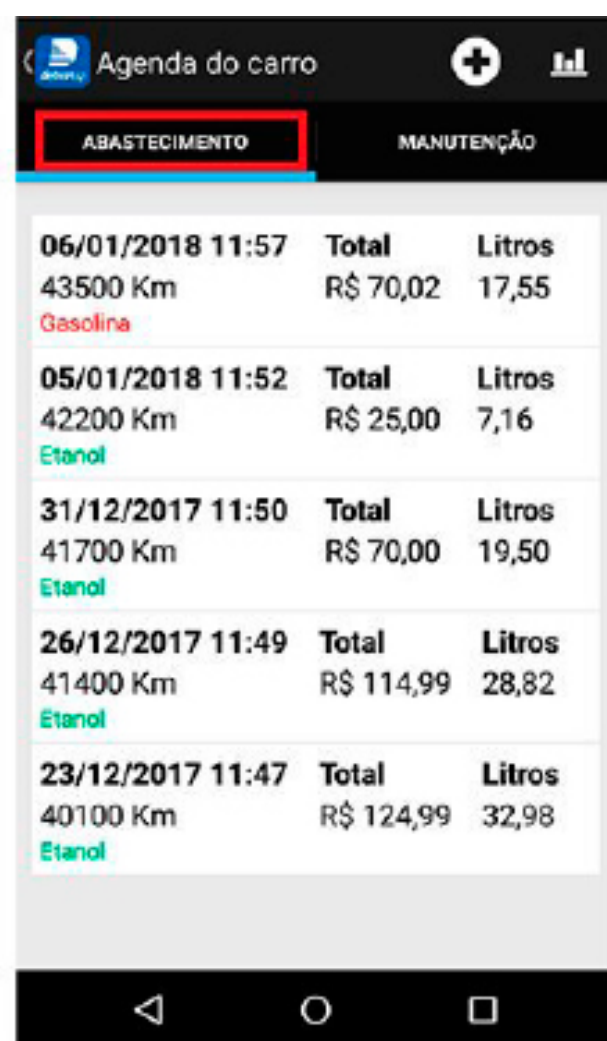 Agenda do carro
ABASTECIMENTO MANUTENÇÃO
06/01/2018 11:57 Total Litros
43500 Km R$ 70,02 17,55
Gasolina
05/01/2018 11:52 Total Litros
42200 Km R$ 25,00 7,16
Etanol
31/12/2017 11:50 Total Litros
41700 Km R$ 70,00 19,50
Etanol
26/12/2017 11:49 Total Litros
41400 Km R$ 114,99 28,82
Etanol
23/12/2017 11:47 Total Litros
40100 Km R$ 124,99 32,98
Etanol